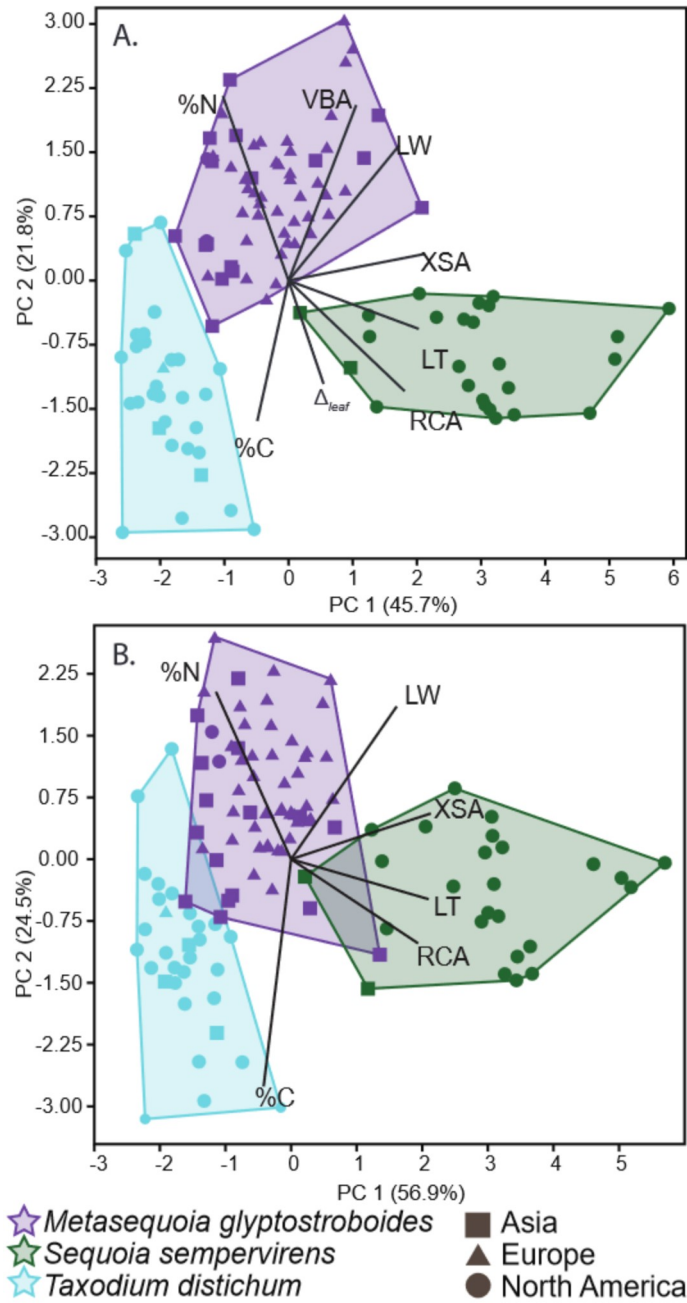 A.
3.00
2.25
1.50
0.75
0.00
-0.75
-1.50
-2.25
-3.00
PC 2 (21.8%)
%N
VBA
LW
XSA
LT
RCA
Δleaf
%C
-3 -2 -1 0 1 2 3 4 5 6
PC 1 (45.7%)
B.
2.25
1.50
0.75
0.00
-0.75
-1.50
-2.25
-3.00
PC 2 (24.5%)
%N
LW
XSA
LT
RCA
%C
-3 -2 -1 0 1 2 3 4 5
PC 1 (56.9%)
Metasequoia glyptostroboides
Sequoia sempervirens
Taxodium distichum
Asia
Europe
North America